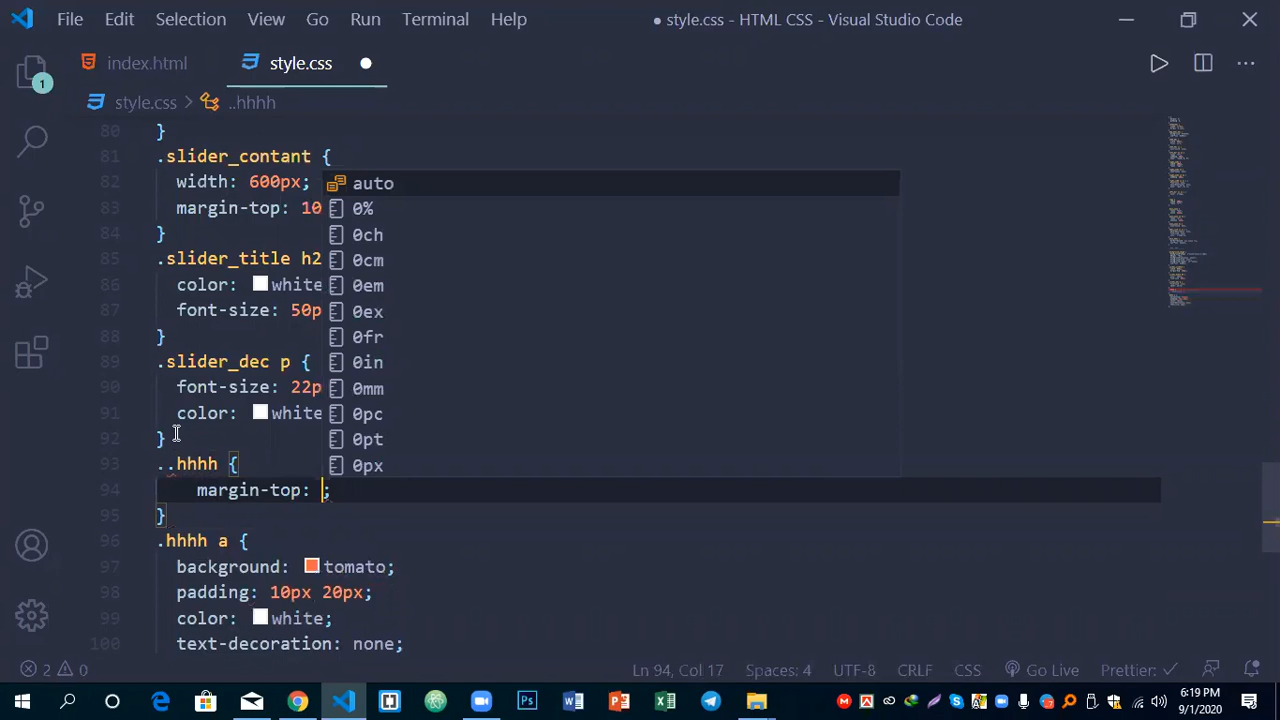 File Edit Selection View Go Run Terminal Help ● style.css - HTML CSS - Visual Studio Code
index.html style.css
style.css > ..hhhh
80 }
81 .slider_contant {
82 width: 600px;
83 margin-top: 10
84 }
85 .slider_title h2
86 color: white
87 font-size: 50p
88 }
89 .slider_dec p {
90 font-size: 22p
91 color: white
92 }
93 ..hhhh {
94 margin-top: ;
95 }
96 .hhhh a {
97 background: tomato;
98 padding: 10px 20px;
99 color: white;
100 text-decoration: none;
auto
0%
0ch
0cm
0em
0ex
0fr
0in
0mm
0pc
0pt
0px
1
2 0 Ln 94, Col 17 Spaces: 4 UTF-8 CRLF CSS Go Live Prettier: ✓
6:19 PM
9/1/2020